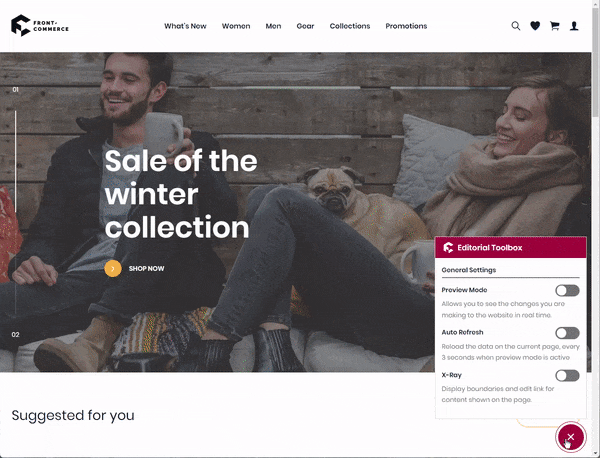 FRONT-
COMMERCE
What's New
Women
Men
Gear
Collections
Promotions
01
Sale of the
winter
collection
SHOP NOW
02
Editorial Toolbox
General Settings
Preview Mode
Allows you to see the changes you are
making to the website in real time.
Auto Refresh
Reload the data on the current page, every
3 seconds when preview mode is active
X-Ray
Display boundaries and edit link for
content shown on the page.
Suggested for you